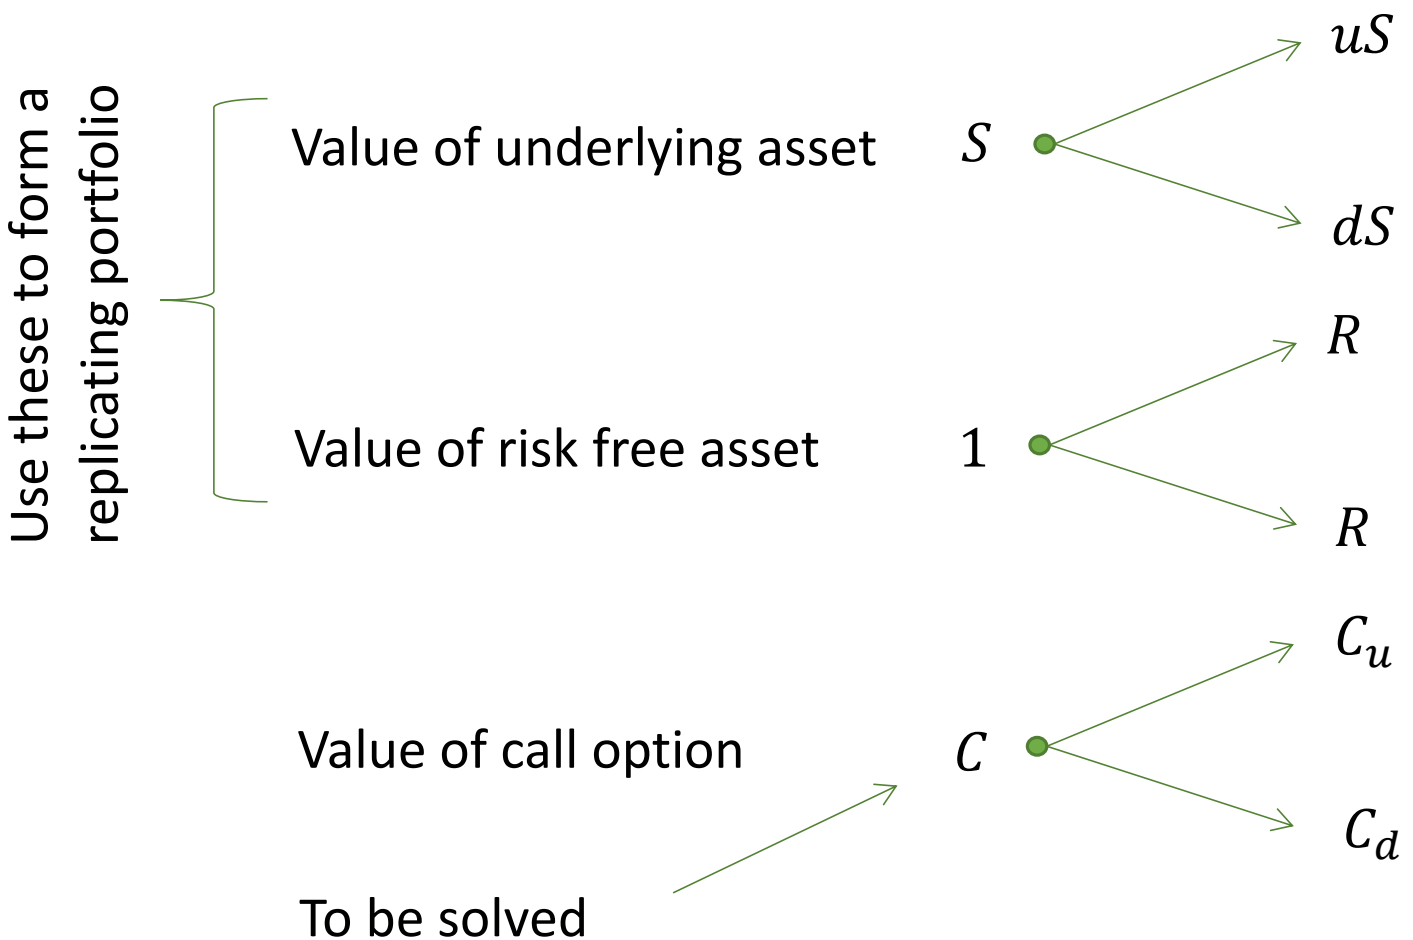 Use these to form a
replicating portfolio
Value of underlying asset S
uS
dS
Value of risk free asset 1
R
R
Value of call option C
C_u
C_d
To be solved